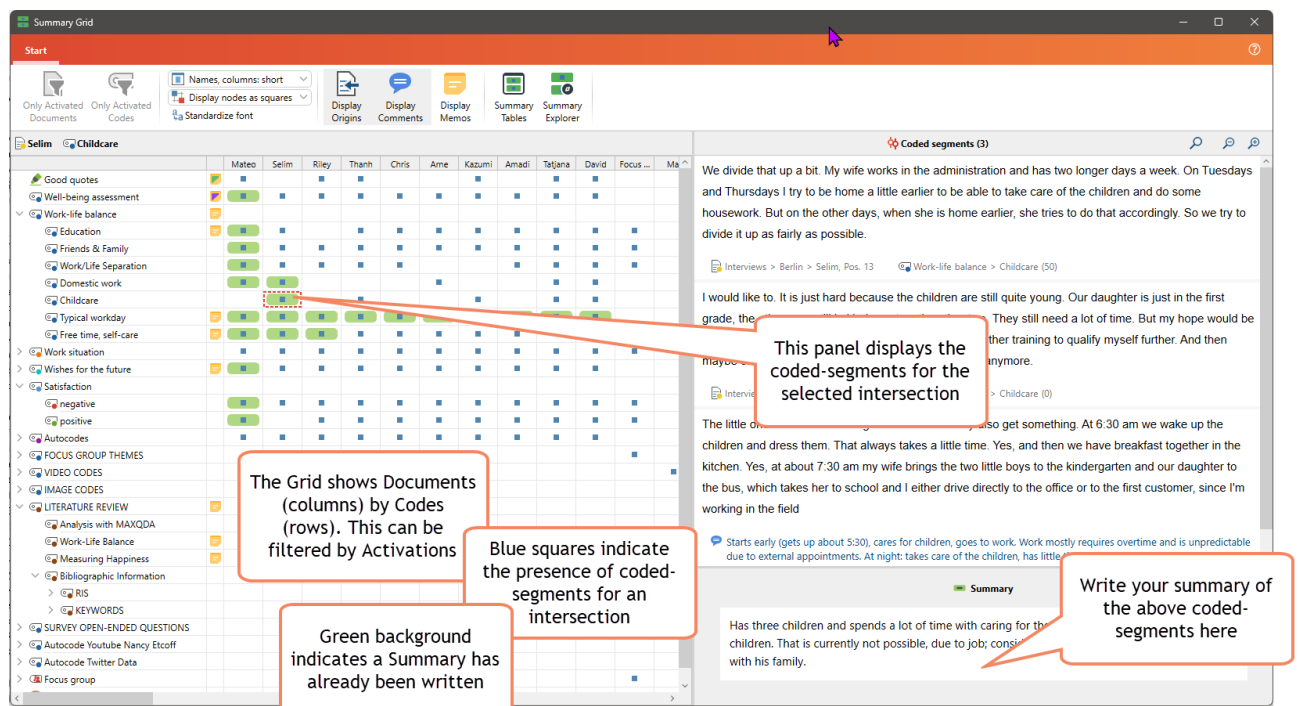 Summary Grid
Start
Only Activated Documents
Only Activated Codes
Names, columns: short
Display nodes as squares
Standardize font
Display Origins
Display Comments
Display Memos
Summary Tables
Summary Explorer
Selim Childcare
Coded segments (3)
Mateo Selim Riley Thanh Chris Arne Kazumi Amadi Tatjana David Focus ... Ma
Good quotes
Well-being assessment
Work-life balance
Education
Friends & Family
Work/Life Separation
Domestic work
Childcare
Typical workday
Free time, self-care
Work situation
Wishes for the future
Satisfaction
negative
positive
Autocodes
FOCUS GROUP THEMES
VIDEO CODES
IMAGE CODES
LITERATURE REVIEW
Analysis with MAXQDA
Work-Life Balance
Measuring Happiness
Bibliographic Information
RIS
KEYWORDS
SURVEY OPEN-ENDED QUESTIONS
Autocode Youtube Nancy Etcoff
Autocode Twitter Data
Focus group
We divide that up a bit. My wife works in the administration and has two longer days a week. On Tuesdays
and Thursdays I try to be home a little earlier to be able to take care of the children and do some
housework. But on the other days, when she is home earlier, she tries to do that accordingly. So we try to
divide it up as fairly as possible.
Interviews > Berlin > Selim, Pos. 13 Work-life balance > Childcare (50)
I would like to. It is just hard because the children are still quite young. Our daughter is just in the first
grade, the They still need a lot of time. But my hope would be
training to qualify myself further. And then
anymore.
> Childcare (0)
The little also get something. At 6:30 am we wake up the
children and dress them. That always takes a little time. Yes, and then we have breakfast together in the
kitchen. Yes, at about 7:30 am my wife brings the two little boys to the kindergarten and our daughter to
the bus, which takes her to school and I either drive directly to the office or to the first customer, since I'm
working in the field
Starts early (gets up about 5:30), cares for children, goes to work. Work mostly requires overtime and is unpredictable
due to external appointments. At night: takes care of the children, has little
Summary
Has three children and spends a lot of time with caring for
children. That is currently not possible, due to job;
with his family.
This panel displays the
coded-segments for the
selected intersection
The Grid shows Documents
(columns) by Codes
(rows). This can be
filtered by Activations
Blue squares indicate
the presence of coded-
segments for an
intersection
Green background
indicates a Summary has
already been written
Write your summary of
the above coded-
segments here